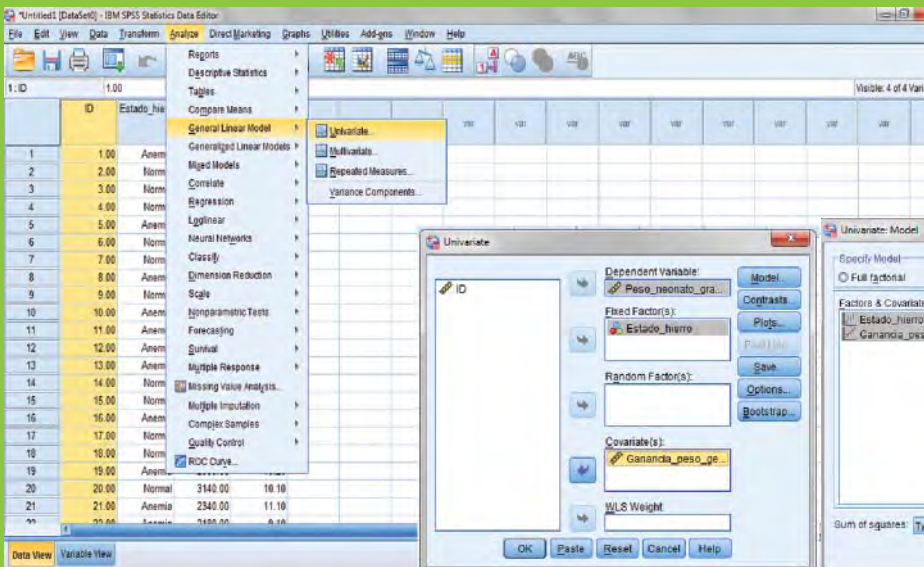 *Untitled1 [DataSet0] - IBM SPSS Statistics Data Editor
File Edit View Data Transform Analyze Direct Marketing Graphs Utilities Add-ons Window Help
1 : ID 1.00 Visible: 4 of 4 Vari
ID Estado_hie var var var var var var var var
1 1.00 Anem
2 2.00 Norm
3 3.00 Norm
4 4.00 Norm
5 5.00 Anem
6 6.00 Norm
7 7.00 Norm
8 8.00 Anem
9 9.00 Norm
10 10.00 Anem
11 11.00 Anem
12 12.00 Anem
13 13.00 Anem
14 14.00 Norm
15 15.00 Norm
16 16.00 Anem
17 17.00 Norm
18 18.00 Norm
19 19.00 Anem
20 20.00 Normal 3140.00 10.10
21 21.00 Anemia 2340.00 11.10
Data View Variable View
Reports
Descriptive Statistics
Tables
Compare Means
General Linear Model
Generalized Linear Models
Mixed Models
Correlate
Regression
Loglinear
Neural Networks
Classify
Dimension Reduction
Scale
Nonparametric Tests
Forecasting
Survival
Multiple Response
Missing Value Analysis...
Multiple Imputation
Complex Samples
Quality Control
ROC Curve...
Univariate...
Multivariate...
Repeated Measures...
Variance Components...
Univariate
ID
Dependent Variable:
Peso_neonato_gra...
Fixed Factor(s):
Estado_hierro
Random Factor(s):
Covariate(s):
Ganancia_peso_ge...
WLS Weight
Model...
Contrasts...
Plots...
Save...
Options...
Bootstrap...
OK Paste Reset Cancel Help
Univariate: Model
Specify Model
Full factorial
Factors & Covariate
Estado_hierro
Ganancia_pes
Sum of squares: Ty